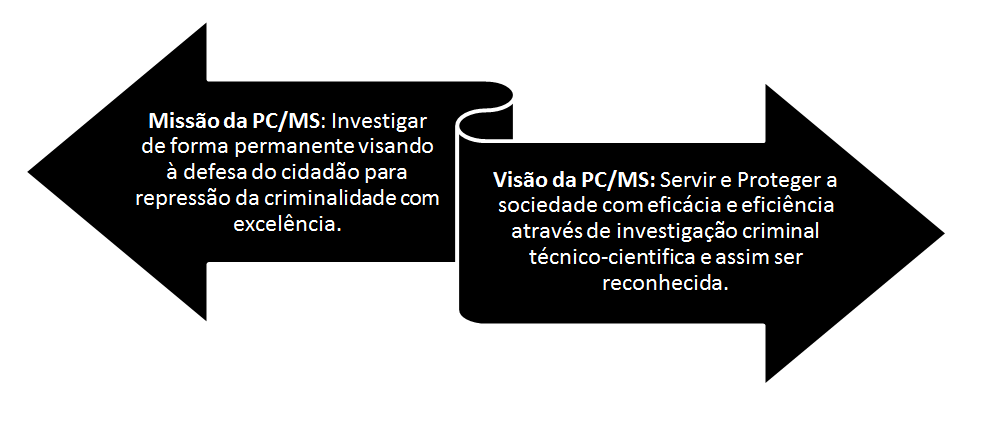 Missão da PC/MS: Investigar
de forma permanente visando
à defesa do cidadão para
repressão da criminalidade com
excelência.
Visão da PC/MS: Servir e Proteger a
sociedade com eficácia e eficiência
através de investigação criminal
técnico-cientifica e assim ser
reconhecida.